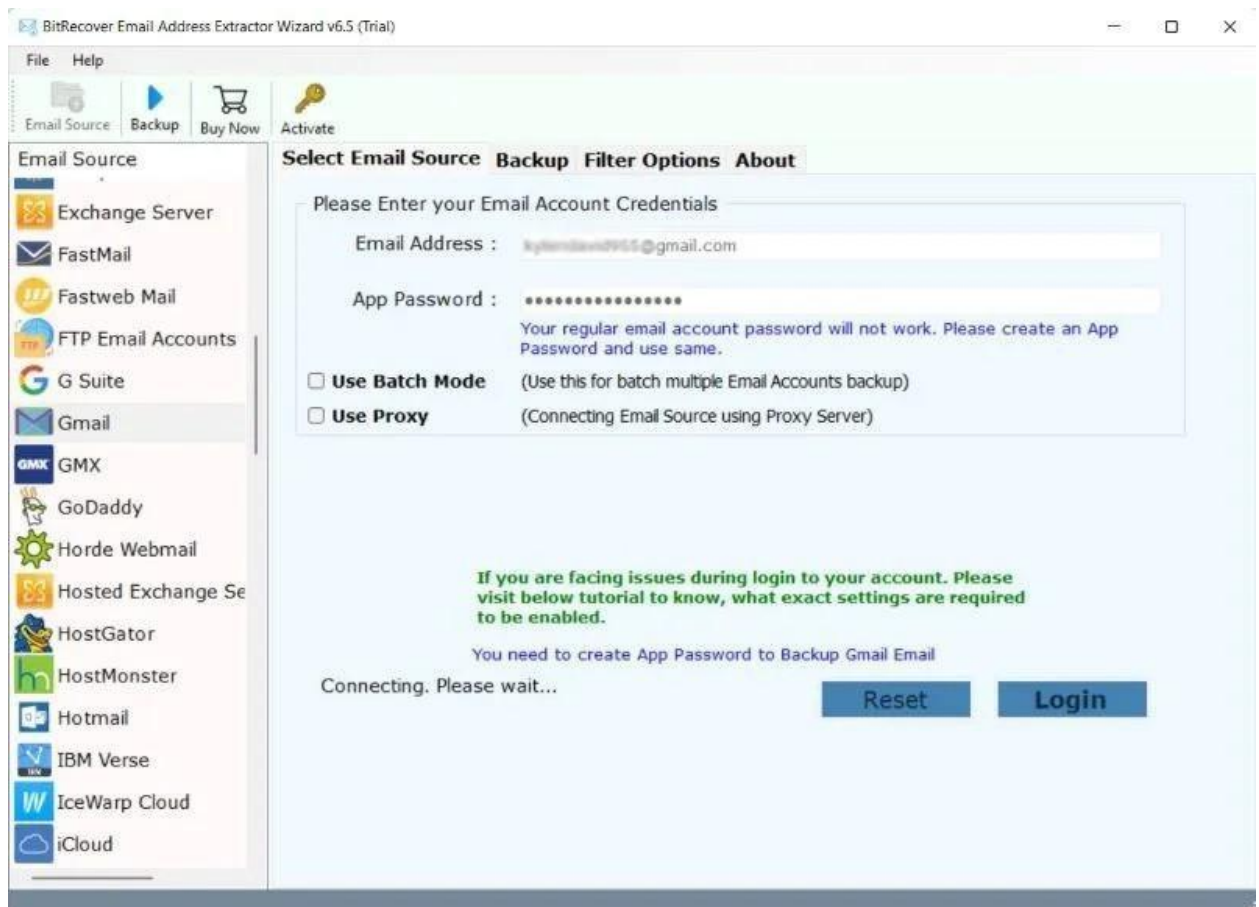 BitRecover Email Address Extractor Wizard v6.5 (Trial)
File Help
Email Source Backup Buy Now Activate
Email Source
Exchange Server
FastMail
Fastweb Mail
FTP Email Accounts
G Suite
Gmail
GMX GMX
GoDaddy
Horde Webmail
Hosted Exchange Se
HostGator
HostMonster
Hotmail
IBM Verse
IceWarp Cloud
iCloud
Select Email Source Backup Filter Options About
Please Enter your Email Account Credentials
Email Address :
@gmail.com
App Password : ••••••••••••••••
Your regular email account password will not work. Please create an App
Password and use same.
Use Batch Mode (Use this for batch multiple Email Accounts backup)
Use Proxy (Connecting Email Source using Proxy Server)
If you are facing issues during login to your account. Please
visit below tutorial to know, what exact settings are required
to be enabled.
You need to create App Password to Backup Gmail Email
Connecting. Please wait...
Reset Login